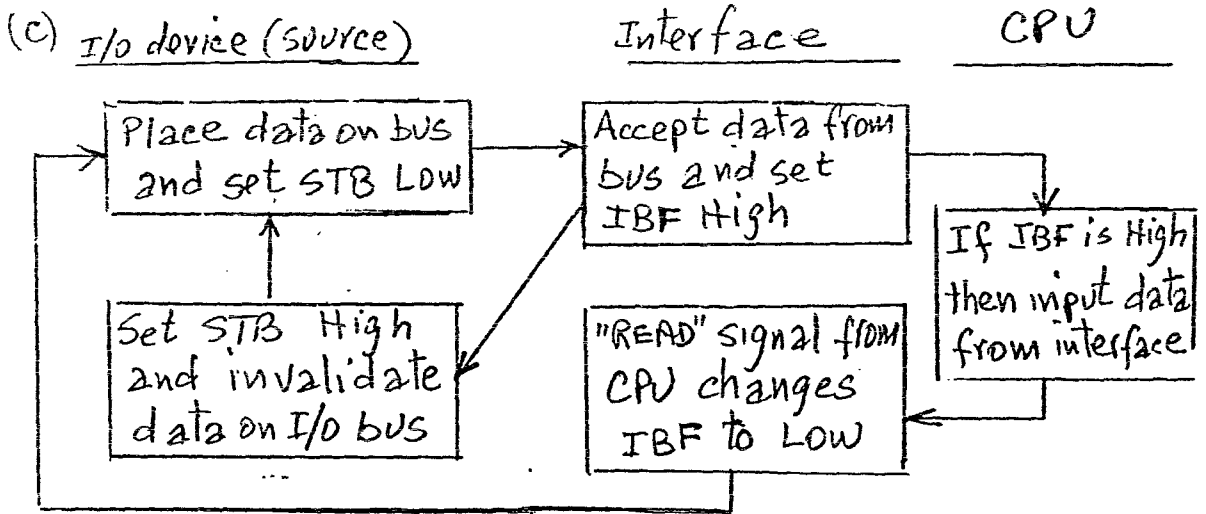 (c) I/O device (source)
Interface
CPU
Place data on bus
and set STB Low
Accept data from
bus and set
IBF High
If IBF is High
then input data
from interface
Set STB High
and invalidate
data on I/O bus
...
"READ" signal from
CPU changes
IBF to Low